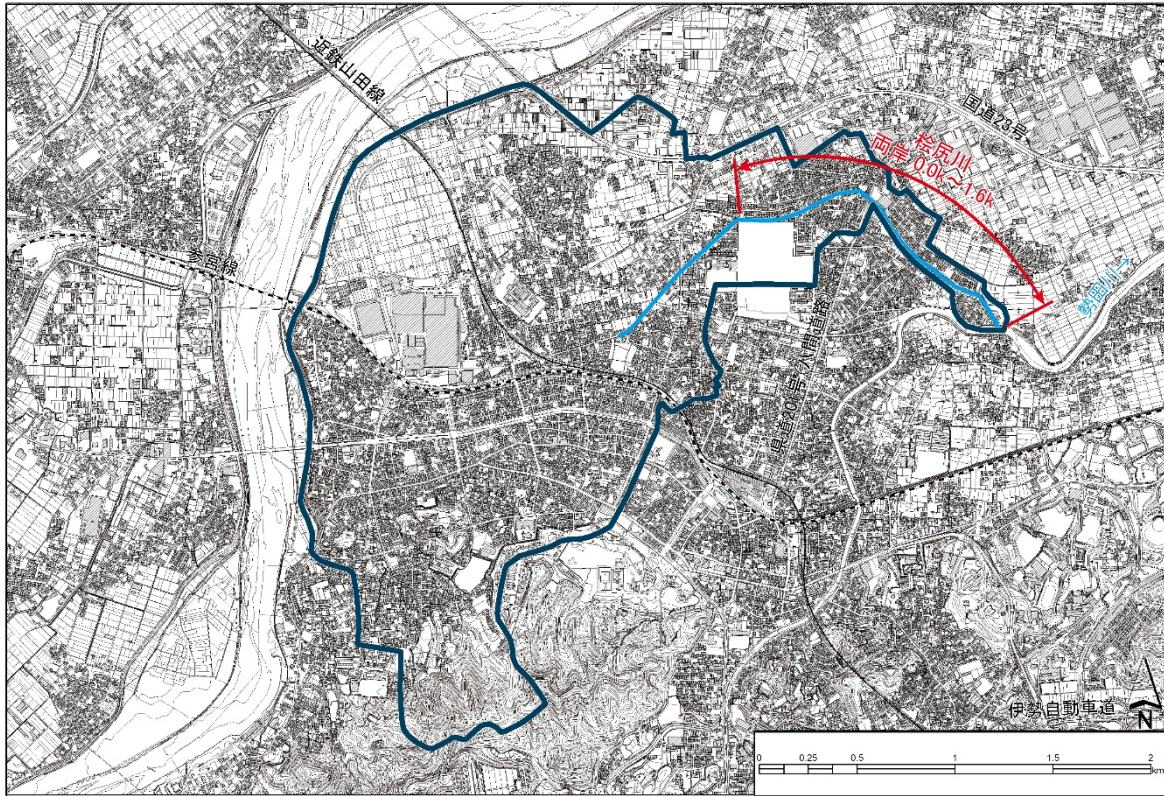 近鉄山田線
国道23号
桧尻川
両岸 0.0k～1.6k
参宮線
勢田川→
県道201号 八間道路
伊勢自動車道
N
0 0.25 0.5 1 1.5 2
km